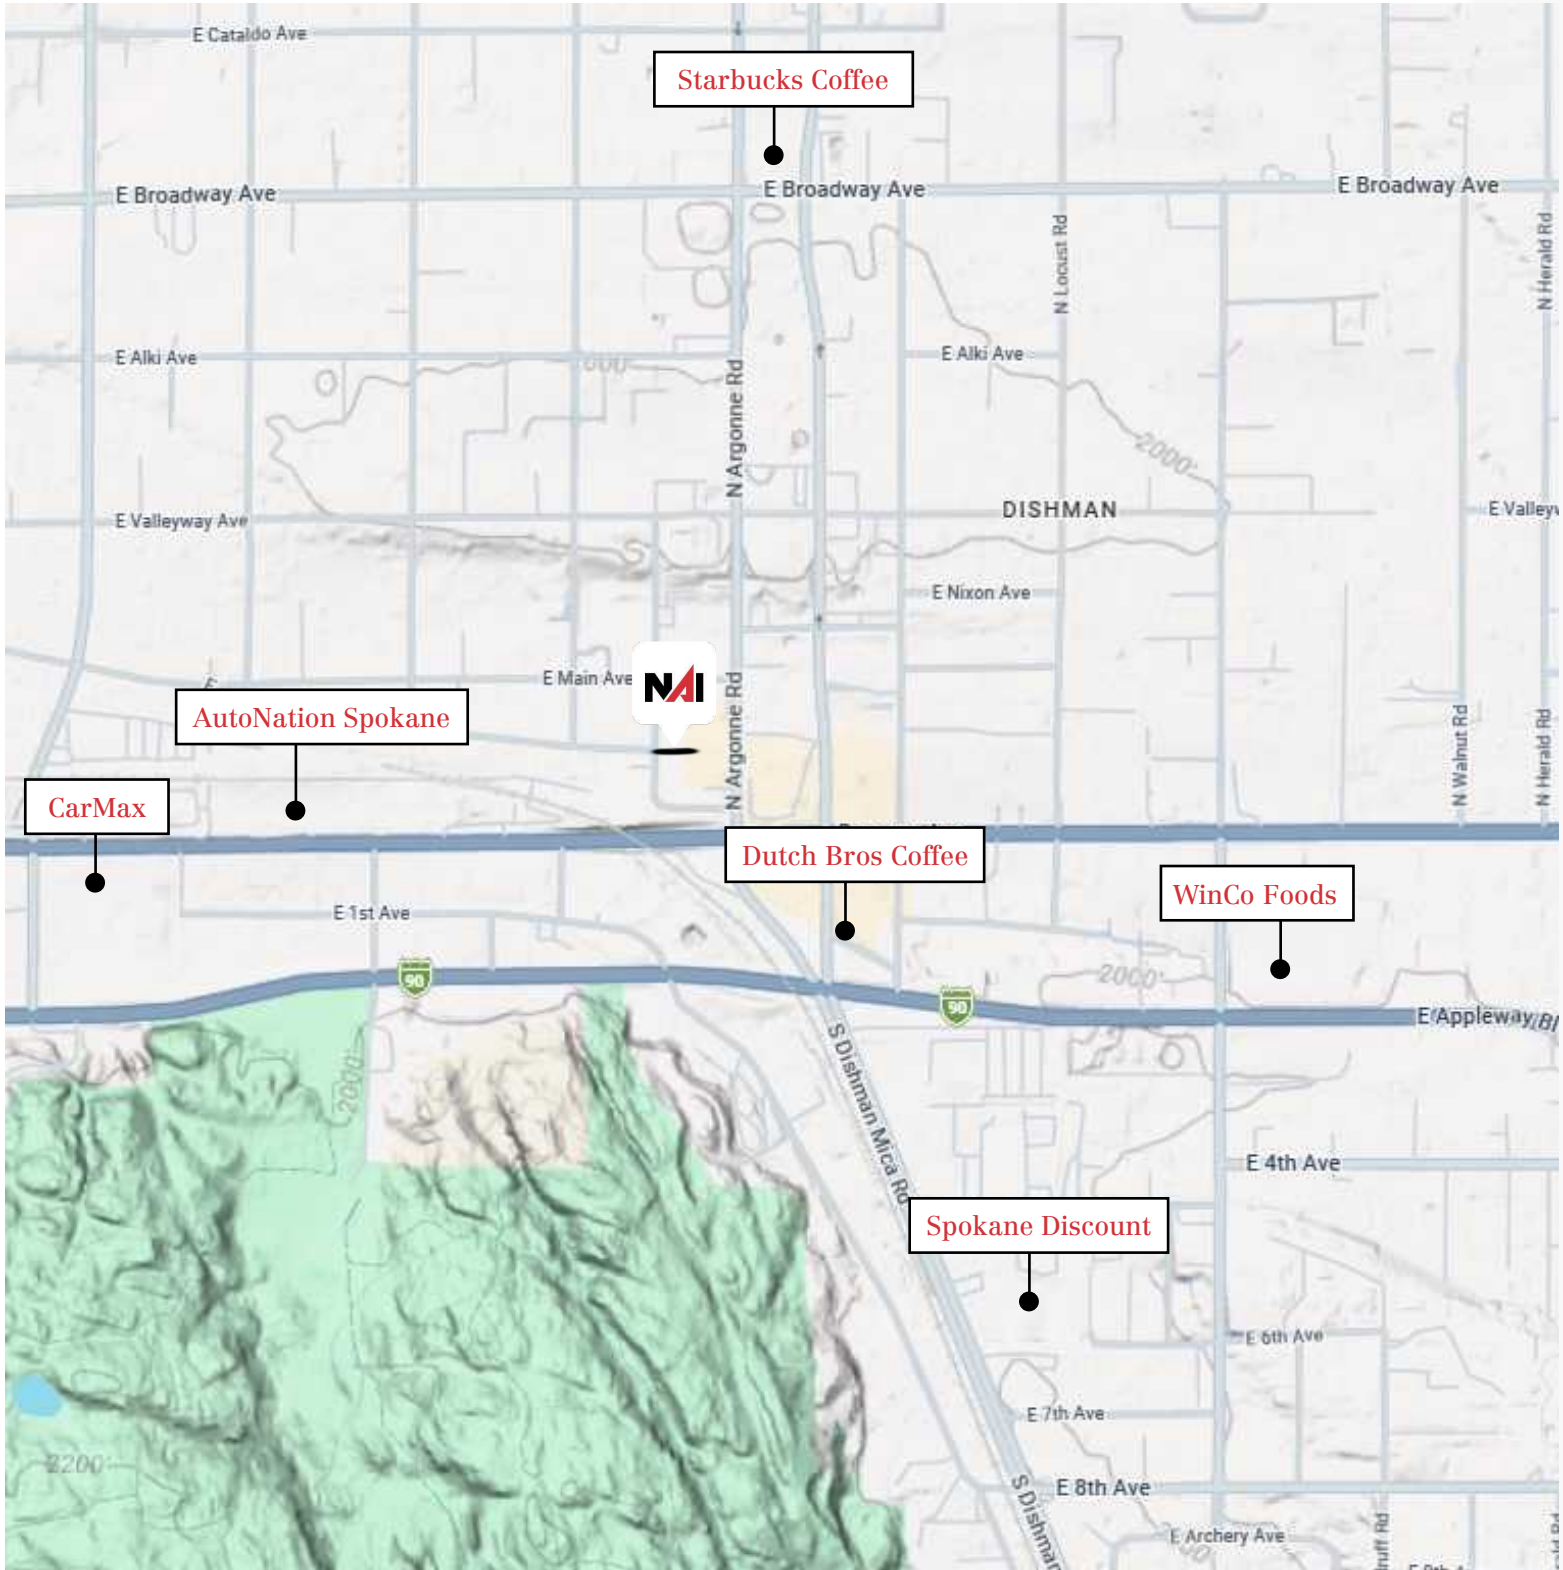 E Cataldo Ave
Starbucks Coffee
E Broadway Ave
E Broadway Ave
E Broadway Ave
N Locust Rd
N Herald Rd
E Alki Ave
E Alki Ave
N Argonne Rd
2000'
E Valleyway Ave
DISHMAN
E Valleyw
E Nixon Ave
E Main Ave
NAI
N Argonne Rd
AutoNation Spokane
N Walnut Rd
N Herald Rd
CarMax
Dutch Bros Coffee
WinCo Foods
E 1st Ave
90
2000'
90
E Appleway Bl
2000
S Dishman Mica Rd
E 4th Ave
Spokane Discount
E 6th Ave
E 7th Ave
2200'
E 8th Ave
S Dishman
E Archery Ave